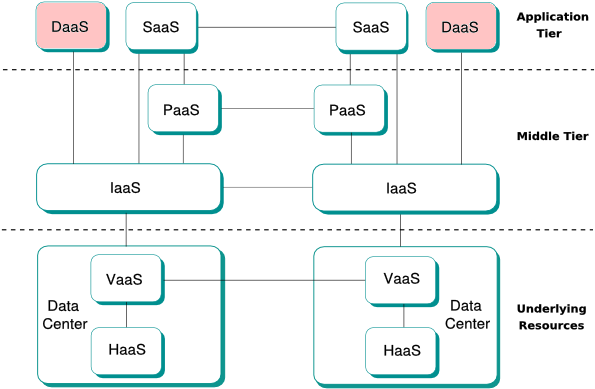 DaaS
SaaS
SaaS
DaaS
Application
Tier
PaaS
PaaS
Middle Tier
IaaS
IaaS
VaaS
VaaS
Data
Center
Data
Center
Underlying
Resources
HaaS
HaaS